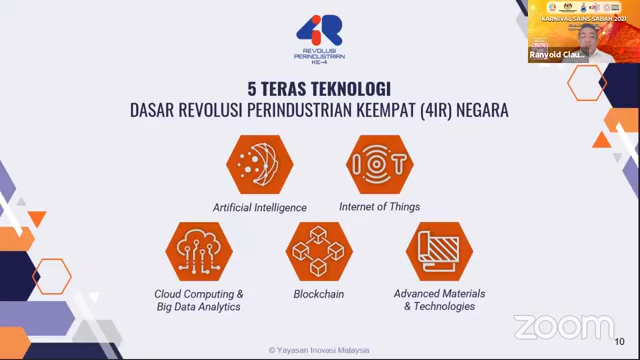 4IR
REVOLUSI
PERINDUSTRIAN
KE-4
KARNIVAL SAINS SABAH 2021
Ranyold Clau...
5 TERAS TEKNOLOGI
DASAR REVOLUSI PERINDUSTRIAN KEEMPAT (4IR) NEGARA
IOT
Artificial Intelligence
Internet of Things
Cloud Computing &
Big Data Analytics
Blockchain
Advanced Materials
& Technologies
zoom
© Yayasan Inovasi Malaysia
10